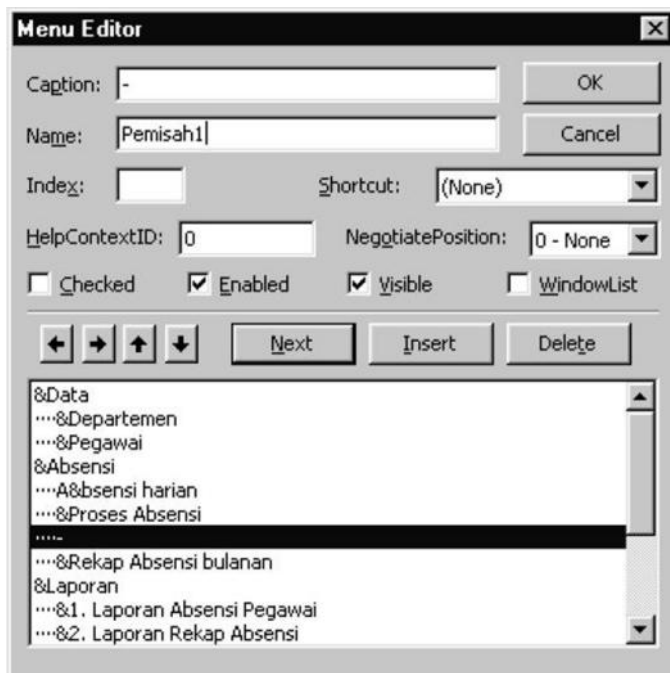 Menu Editor
Caption: -
OK
Name: Pemisah1
Cancel
Index: Shortcut: (None)
HelpContextID: 0 NegotiatePosition: 0 - None
Checked Enabled Visible WindowList
Next Insert Delete
&Data
····&Departemen
····&Pegawai
&Absensi
····A&bsensi harian
····&Proses Absensi
····-
····&Rekap Absensi bulanan
&Laporan
····&1. Laporan Absensi Pegawai
····&2. Laporan Rekap Absensi